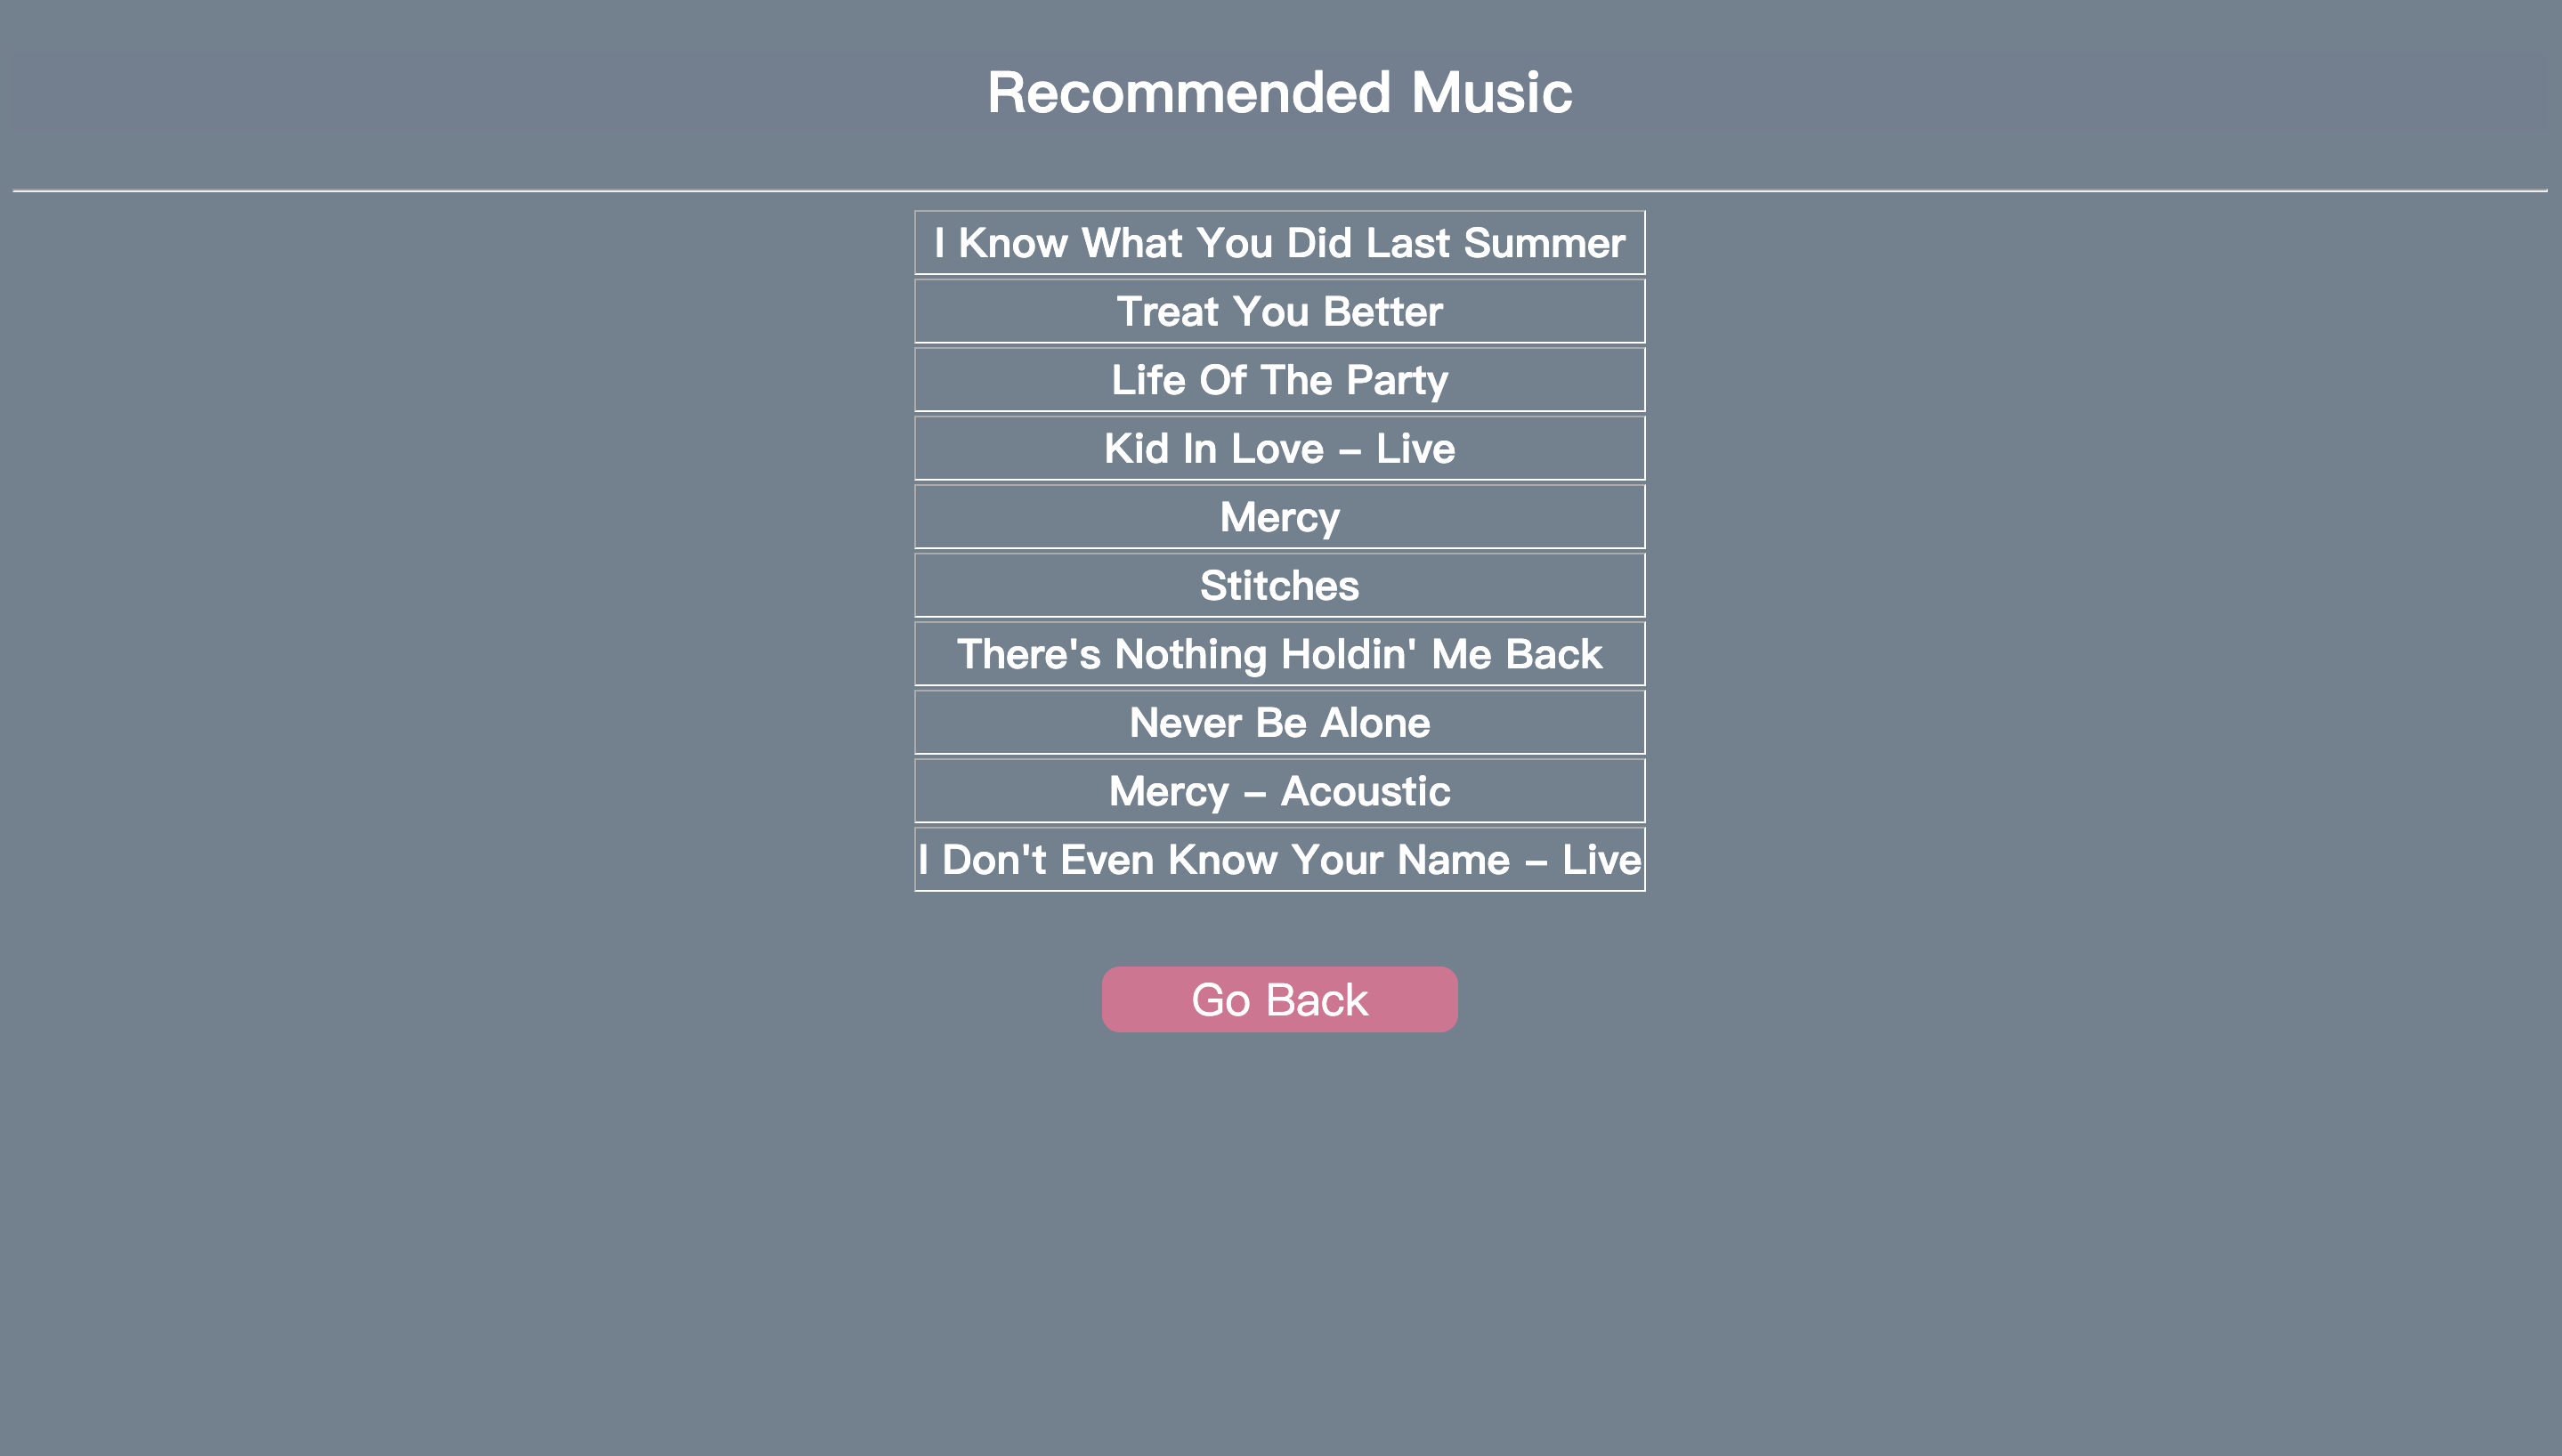 Recommended Music
I Know What You Did Last Summer
Treat You Better
Life Of The Party
Kid In Love - Live
Mercy
Stitches
There's Nothing Holdin' Me Back
Never Be Alone
Mercy - Acoustic
I Don't Even Know Your Name - Live
Go Back